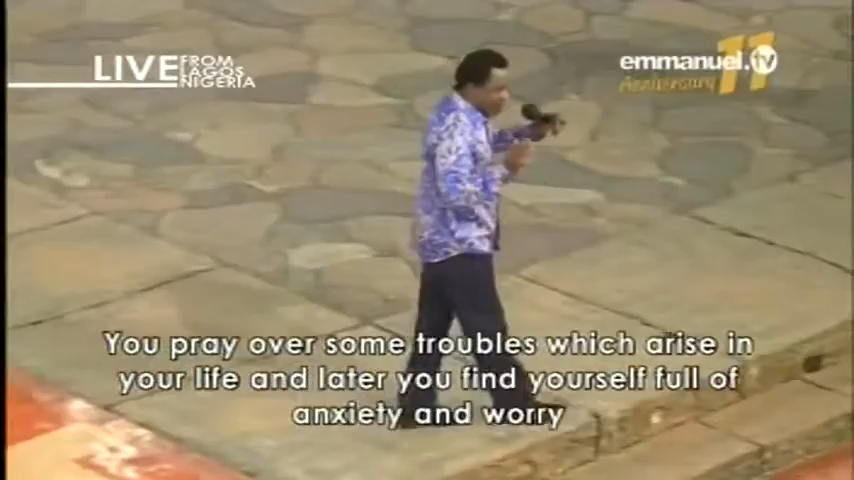 LIVE FROM
LAGOS
NIGERIA
emmanuel.tv
Anniversary 11
You pray over some troubles which arise in
your life and later you find yourself full of
anxiety and worry